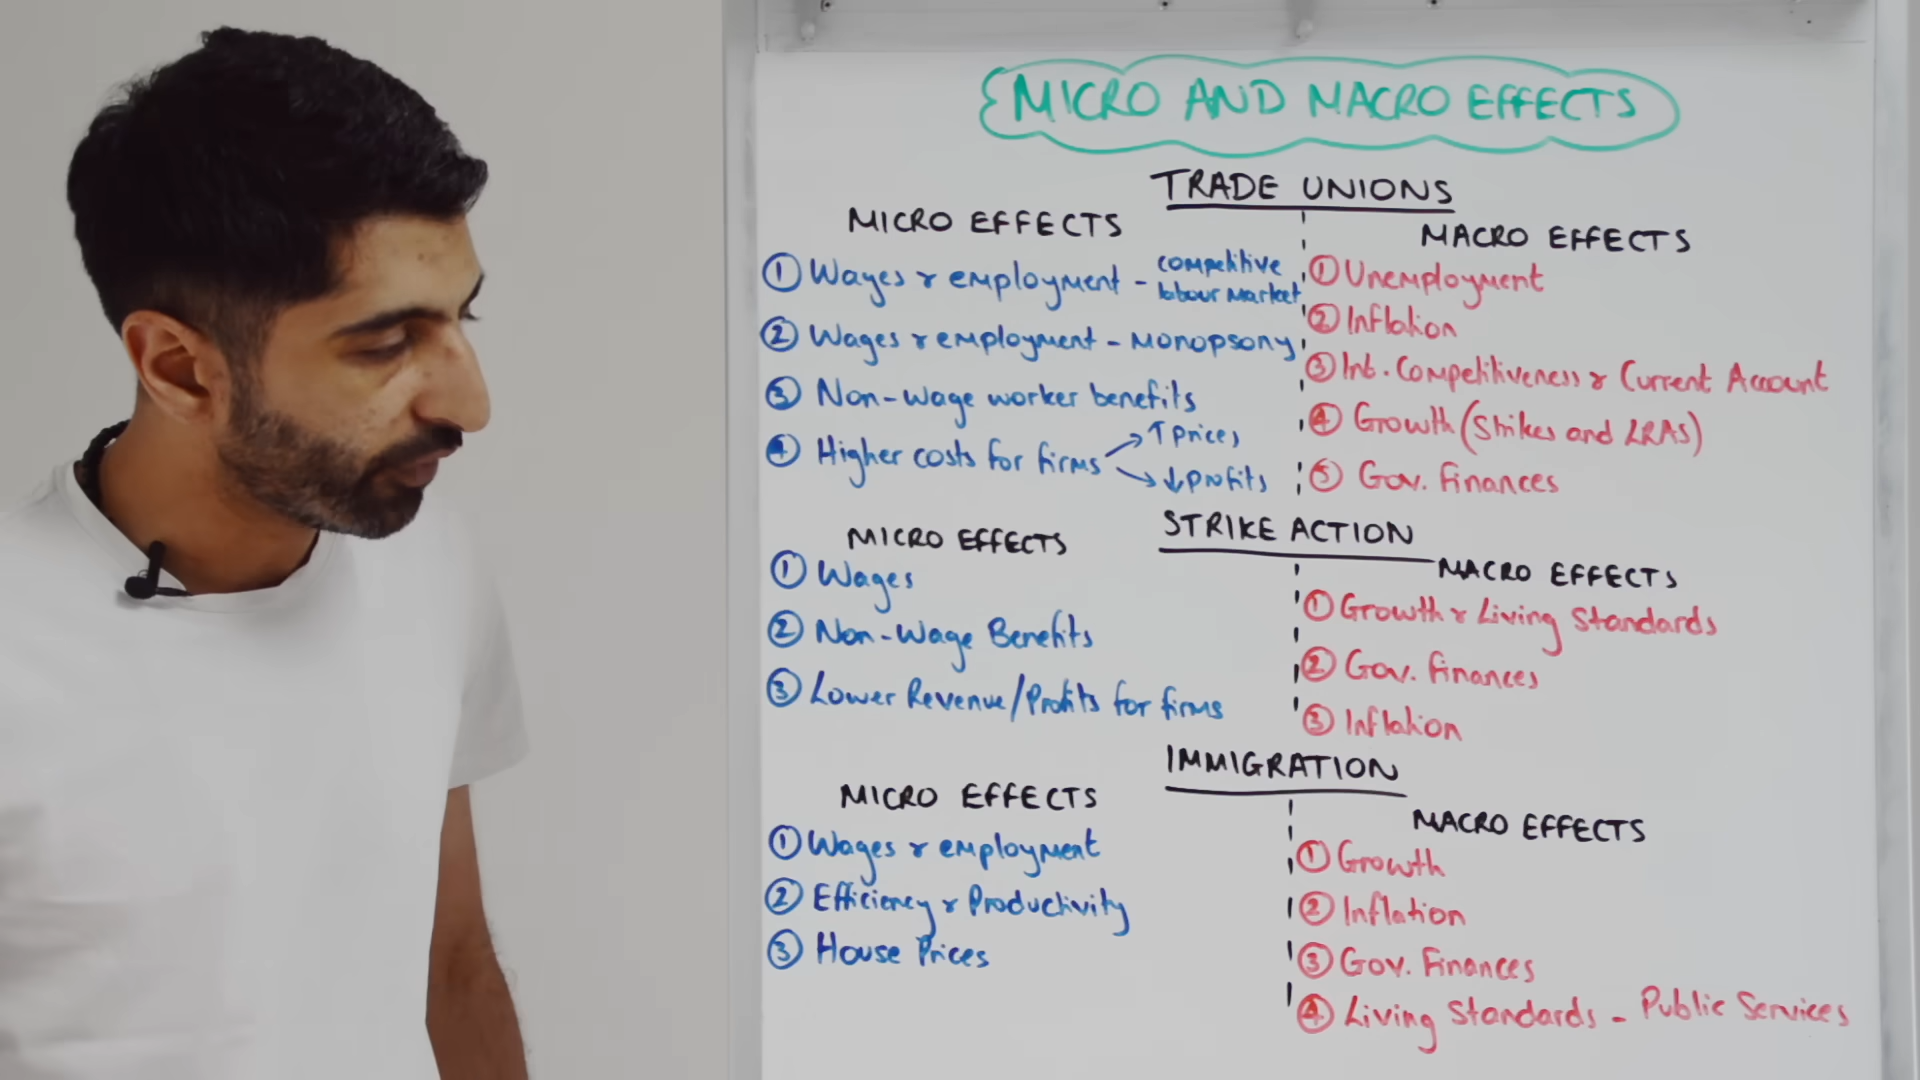 MICRO AND MACRO EFFECTS
TRADE UNIONS
MICRO EFFECTS
① Wages & employment - competitive labour market
② Wages & employment - monopsony
③ Non-wage worker benefits
④ Higher costs for firms
↑ prices
↓ profits
MACRO EFFECTS
① Unemployment
② Inflation
③ Int. Competitiveness & Current Account
④ Growth (Strikes and LRAS)
⑤ Gov. Finances
STRIKE ACTION
MICRO EFFECTS
① Wages
② Non-Wage Benefits
③ Lower Revenue/Profits for firms
MACRO EFFECTS
① Growth & Living Standards
② Gov. Finances
③ Inflation
IMMIGRATION
MICRO EFFECTS
① Wages & employment
② Efficiency & Productivity
③ House Prices
MACRO EFFECTS
① Growth
② Inflation
③ Gov. Finances
④ Living Standards - Public Services